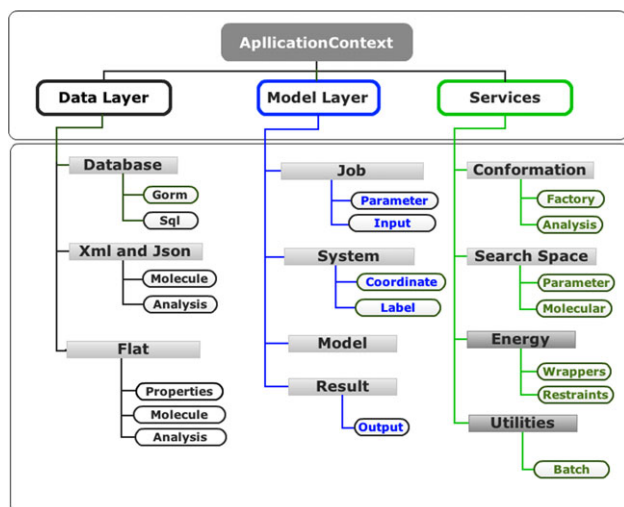 ApllicationContext
Data Layer
Model Layer
Services
Database
Gorm
Sql
Xml and Json
Molecule
Analysis
Flat
Properties
Molecule
Analysis
Job
Parameter
Input
System
Coordinate
Label
Model
Result
Output
Conformation
Factory
Analysis
Search Space
Parameter
Molecular
Energy
Wrappers
Restraints
Utilities
Batch